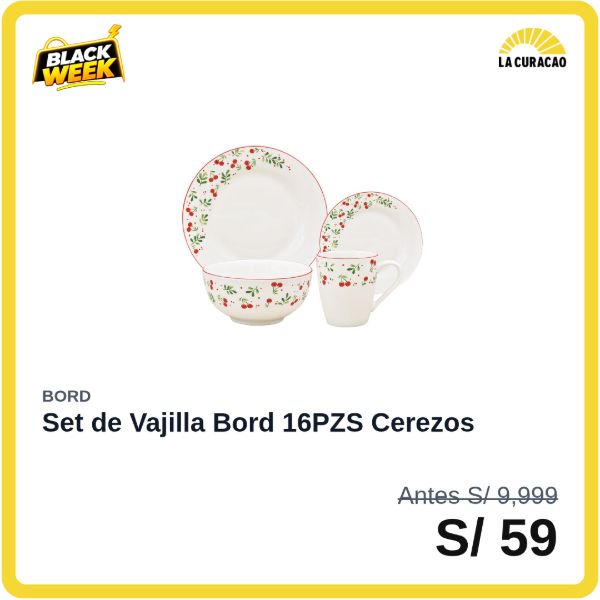 BLACK
WEEK
LA CURACAO
BORD
Set de Vajilla Bord 16PZS Cerezos
Antes S/ 9,999
S/ 59